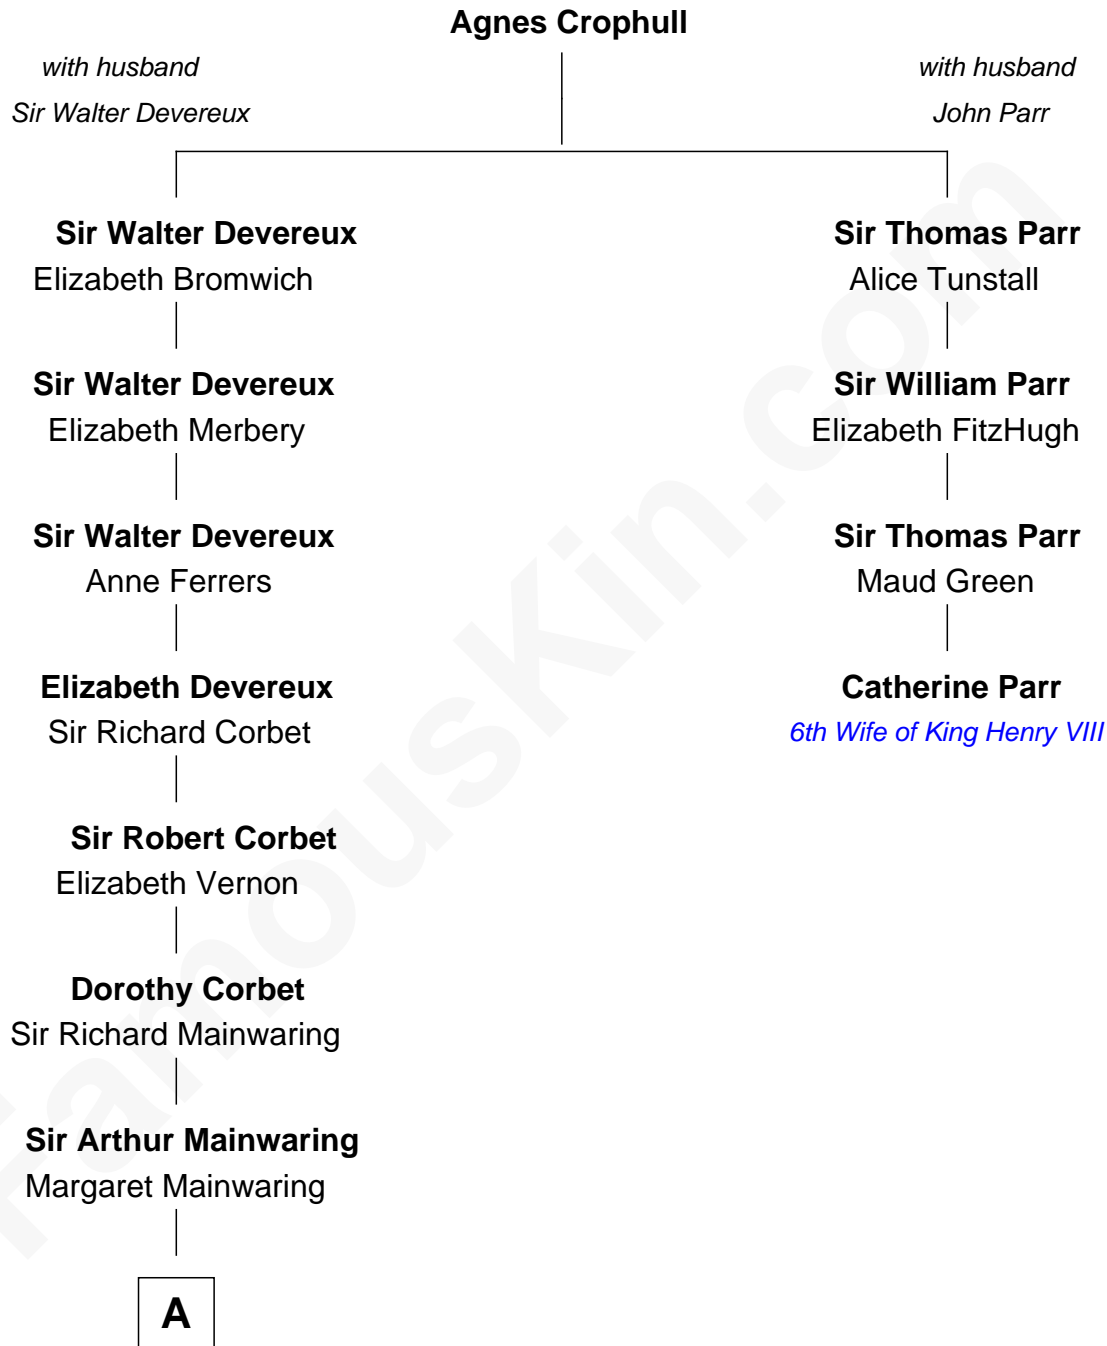 Agnes Crophull
with husband
Sir Walter Devereux
with husband
John Parr
Sir Walter Devereux
Elizabeth Bromwich
Sir Thomas Parr
Alice Tunstall
Sir Walter Devereux
Elizabeth Merbery
Sir William Parr
Elizabeth FitzHugh
Sir Walter Devereux
Anne Ferrers
Sir Thomas Parr
Maud Green
Elizabeth Devereux
Sir Richard Corbet
Catherine Parr
6th Wife of King Henry VIII
Sir Robert Corbet
Elizabeth Vernon
Dorothy Corbet
Sir Richard Mainwaring
Sir Arthur Mainwaring
Margaret Mainwaring
A
FamousKin.com